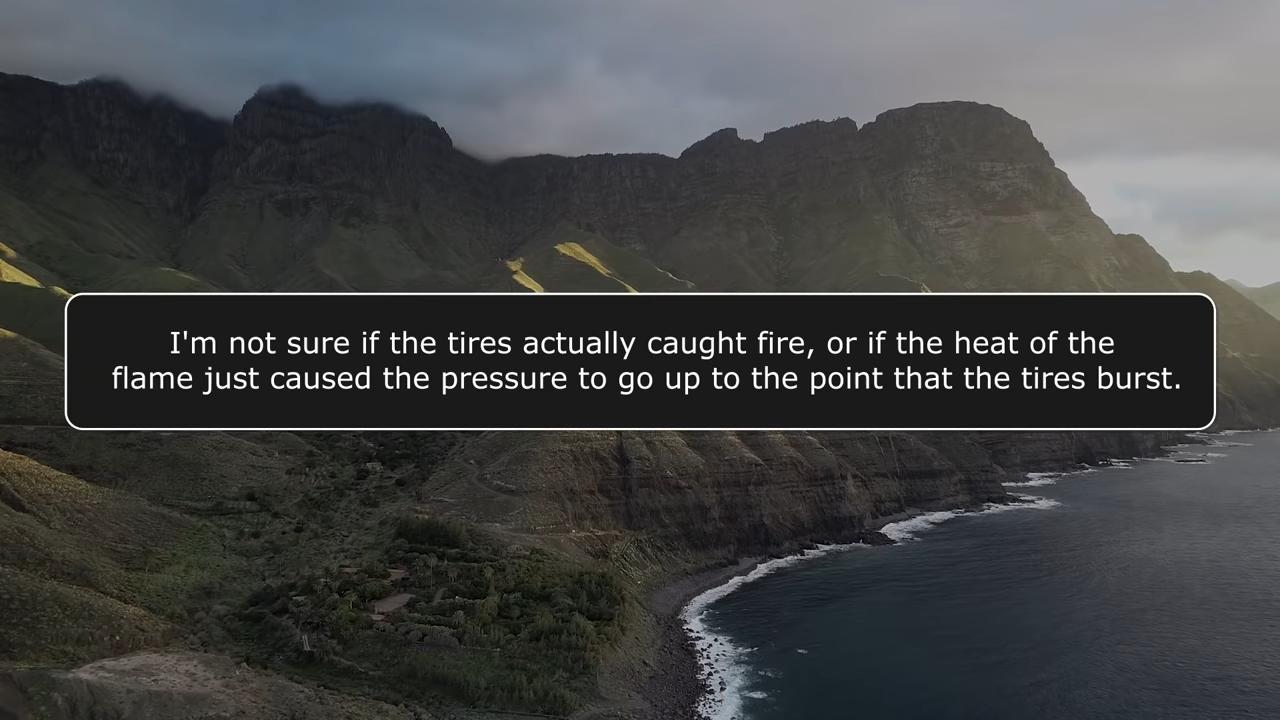 I'm not sure if the tires actually caught fire, or if the heat of the
flame just caused the pressure to go up to the point that the tires burst.